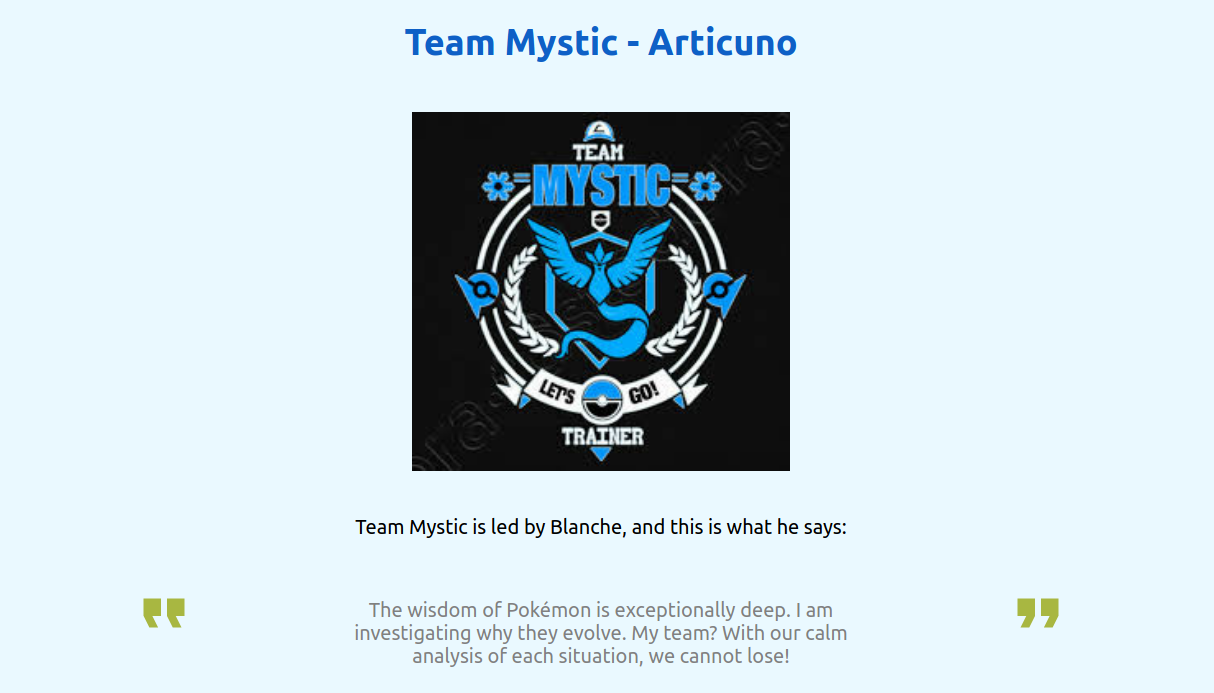 Team Mystic - Articuno
TEAM
MYSTIC
LET'S GO!
TRAINER
Team Mystic is led by Blanche, and this is what he says:
The wisdom of Pokémon is exceptionally deep. I am
investigating why they evolve. My team? With our calm
analysis of each situation, we cannot lose!